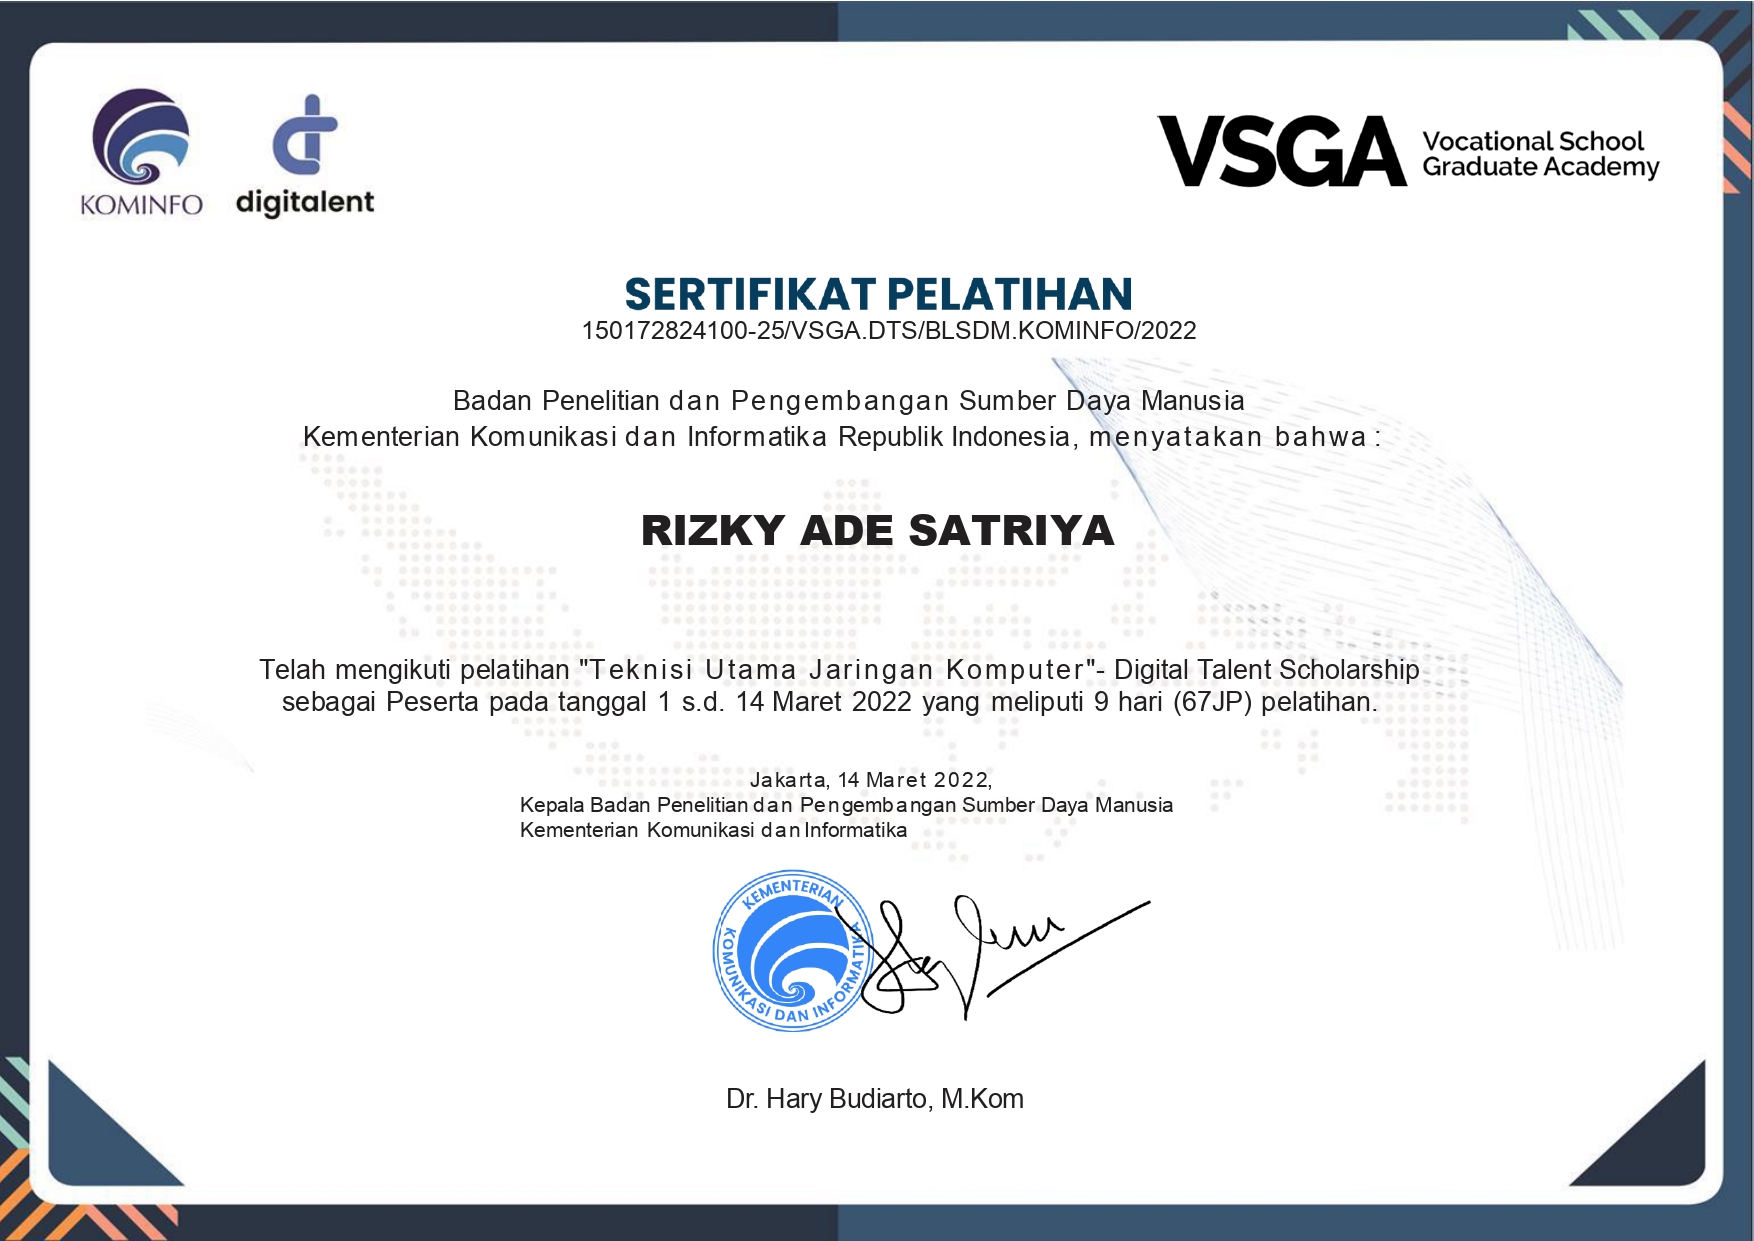 KOMINFO
digitalent
VSGA
Vocational School
Graduate Academy
SERTIFIKAT PELATIHAN
150172824100-25/VSGA.DTS/BLSDM.KOMINFO/2022
Badan Penelitian dan Pengembangan Sumber Daya Manusia
Kementerian Komunikasi dan Informatika Republik Indonesia, menyatakan bahwa :
RIZKY ADE SATRIYA
Telah mengikuti pelatihan "Teknisi Utama Jaringan Komputer"- Digital Talent Scholarship
sebagai Peserta pada tanggal 1 s.d. 14 Maret 2022 yang meliputi 9 hari (67JP) pelatihan.
Jakarta, 14 Maret 2022,
Kepala Badan Penelitian dan Pengembangan Sumber Daya Manusia
Kementerian Komunikasi dan Informatika
KEMENTERIAN
KOMUNIKASI DAN INFORMATIKA
Dr. Hary Budiarto, M.Kom